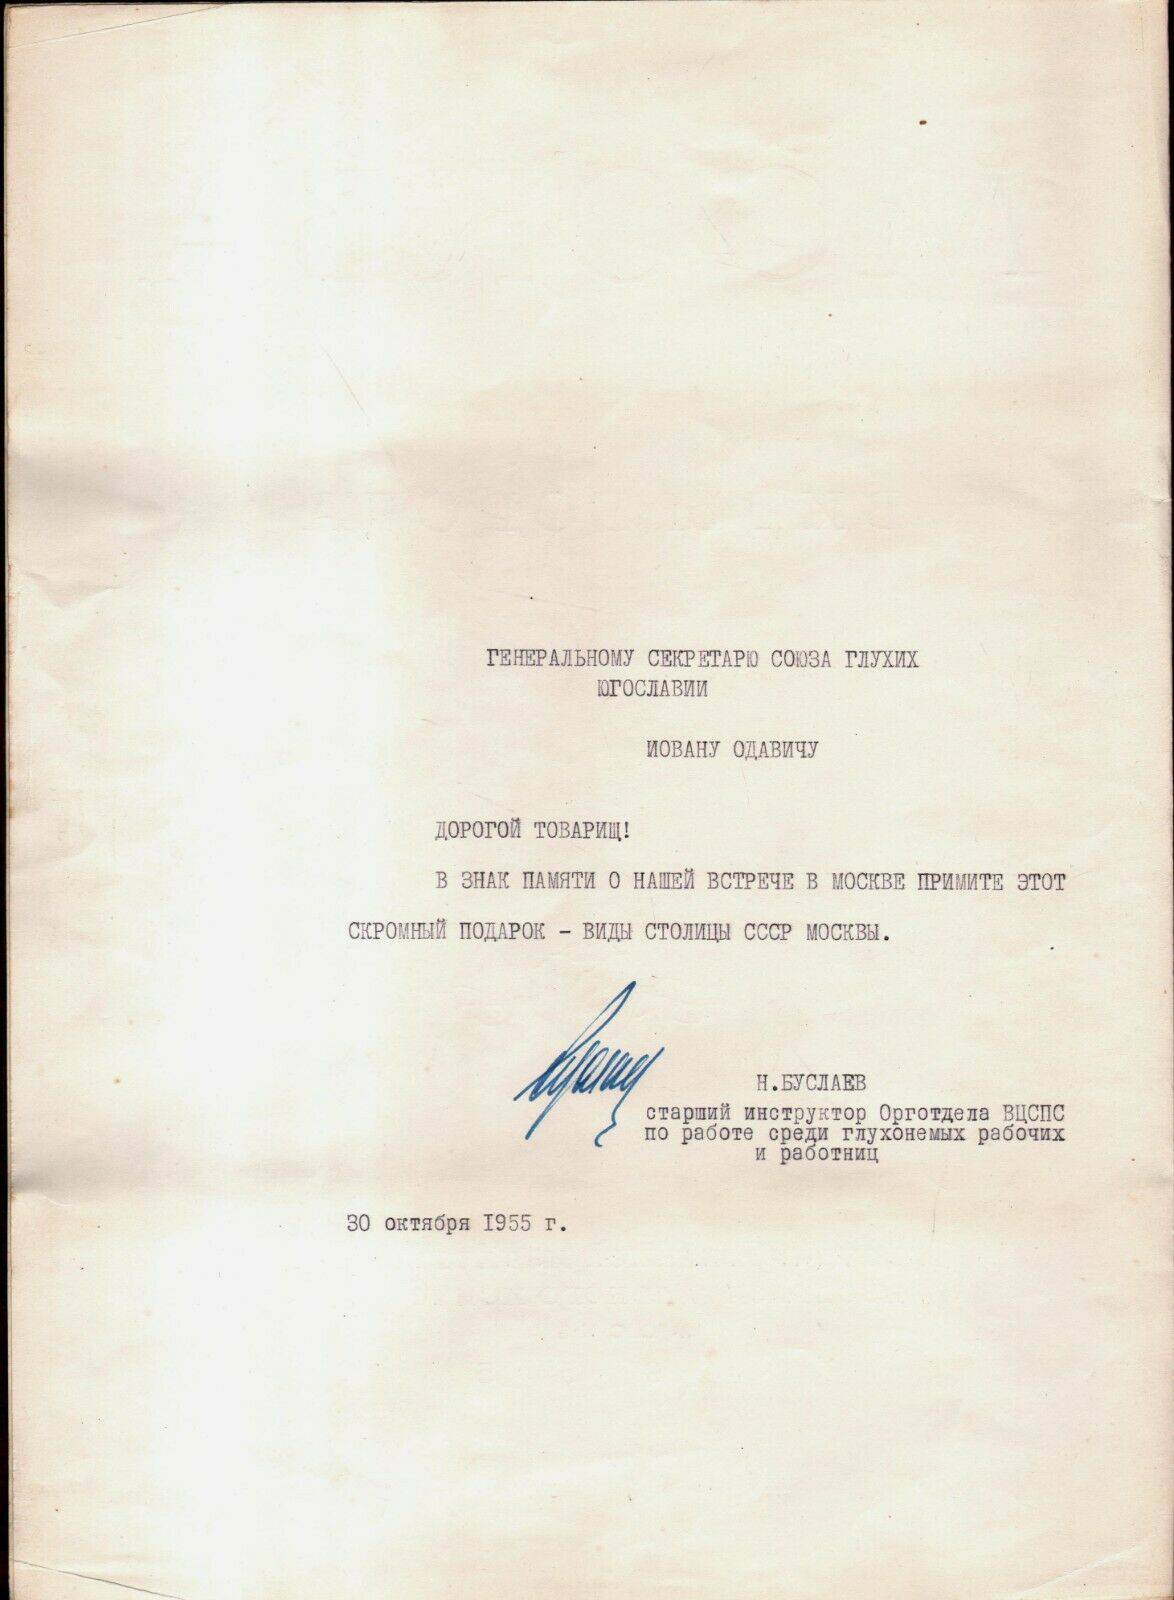 ГЕНЕРАЛЬНОМУ СЕКРЕТАРЮ СОЮЗА ГЛУХИХ
ЮГОСЛАВИИ
ИОВАНУ ОДАВИЧУ
ДОРОГОЙ ТОВАРИЩ!
В ЗНАК ПАМЯТИ О НАШЕЙ ВСТРЕЧЕ В МОСКВЕ ПРИМИТЕ ЭТОТ
СКРОМНЫЙ ПОДАРОК - ВИДЫ СТОЛИЦЫ СССР МОСКВЫ.
Н.БУСЛАЕВ
старший инструктор Орготдела ВЦСПС
по работе среди глухонемых рабочих
и работниц
30 октября I955 г.